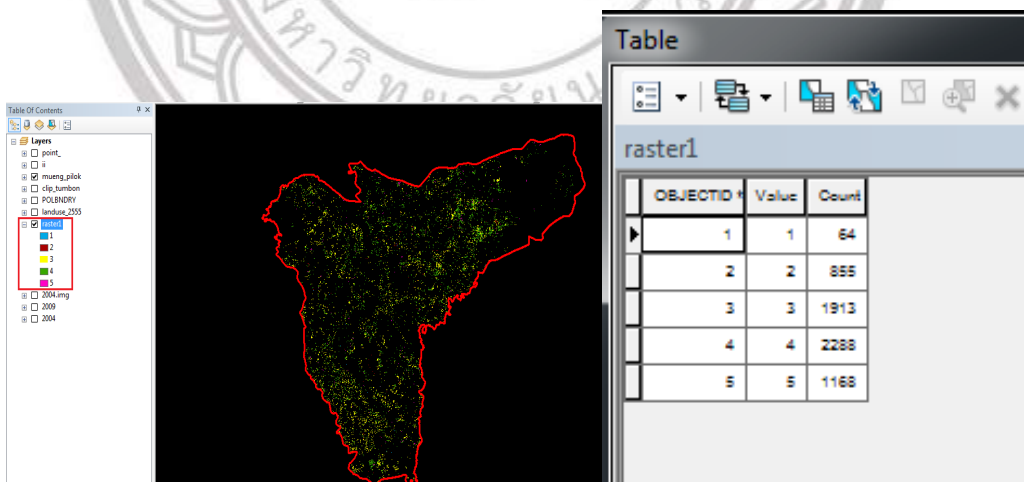 Table Of Contents
Layers
point_
ii
mueng_pilok
clip_tumbon
POLBNDRY
landuse_2555
raster1
1
2
3
4
5
2004.img
2009
2004
Table
raster1
OBJECTID * Value Count
1 1 64
2 2 855
3 3 1913
4 4 2288
5 5 1168